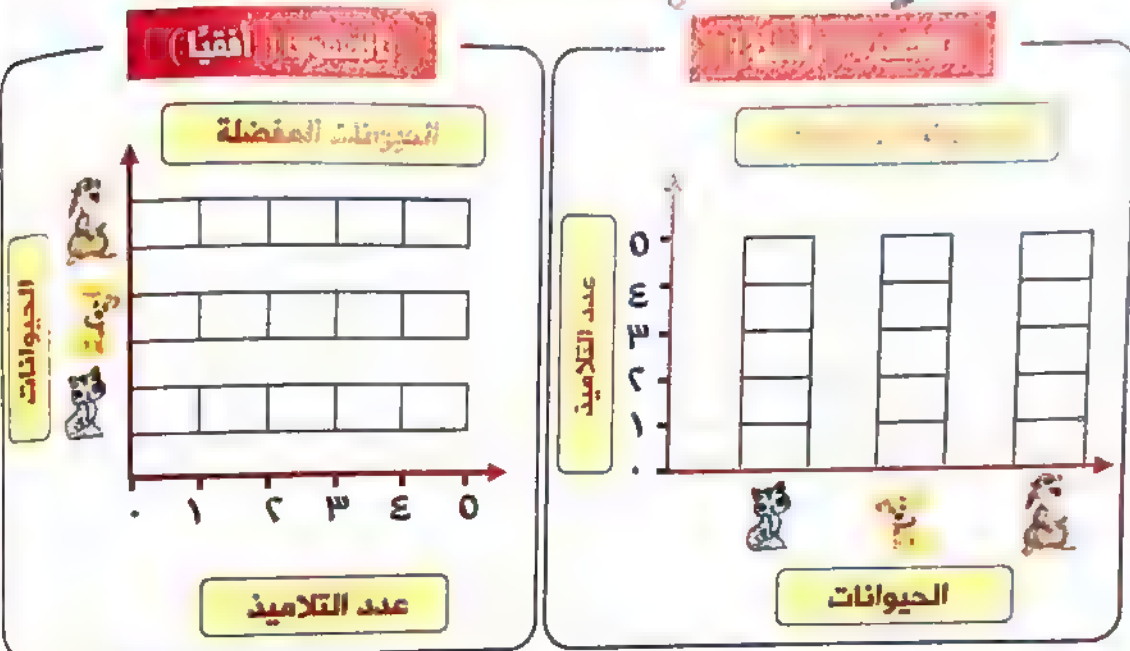 عدد التلاميذ
٥
٤
٣
٢
١
٠
الحيوانات
(أفقيًا)
الحيوانات المفضلة
الحيوانات
٠ ١ ٢ ٣ ٤ ٥
عدد التلاميذ